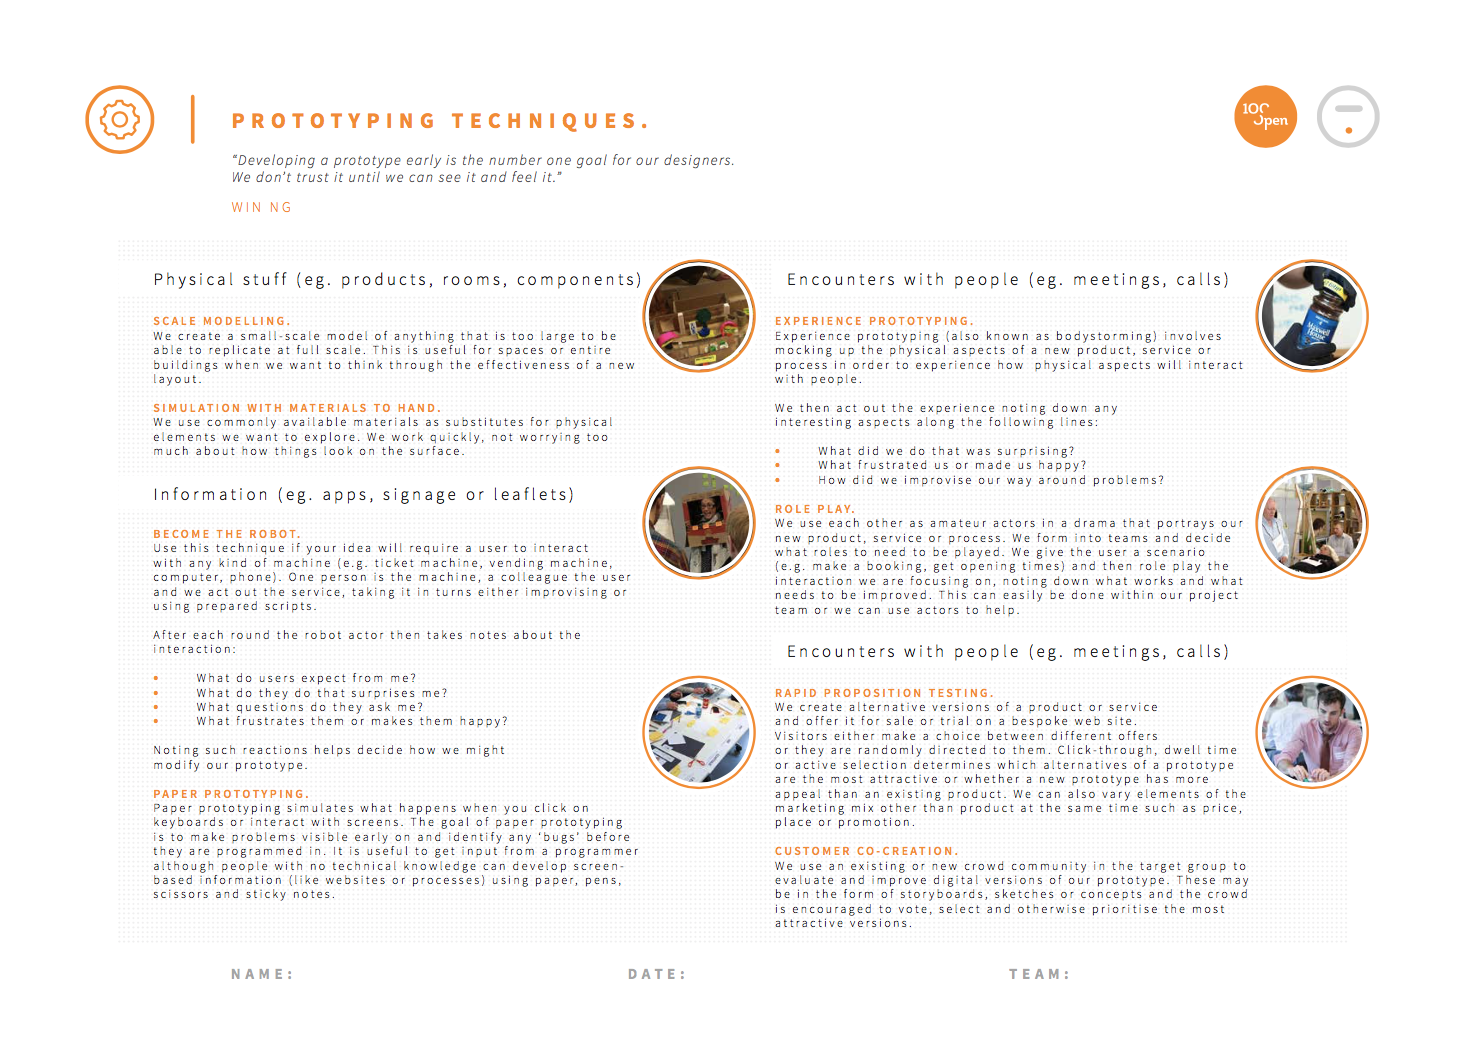 PROTOTYPING TECHNIQUES.
“Developing a prototype early is the number one goal for our designers.
We don’t trust it until we can see it and feel it.”
WIN NG
100
Open
Physical stuff (eg. products, rooms, components)
SCALE MODELLING.
We create a small-scale model of anything that is too large to be
able to replicate at full scale. This is useful for spaces or entire
buildings when we want to think through the effectiveness of a new
layout.
SIMULATION WITH MATERIALS TO HAND.
We use commonly available materials as substitutes for physical
elements we want to explore. We work quickly, not worrying too
much about how things look on the surface.
Information (eg. apps, signage or leaflets)
BECOME THE ROBOT.
Use this technique if your idea will require a user to interact
with any kind of machine (e.g. ticket machine, vending machine,
computer, phone). One person is the machine, a colleague the user
and we act out the service, taking it in turns either improvising or
using prepared scripts.
After each round the robot actor then takes notes about the
interaction:
• What do users expect from me?
• What do they do that surprises me?
• What questions do they ask me?
• What frustrates them or makes them happy?
Noting such reactions helps decide how we might
modify our prototype.
PAPER PROTOTYPING.
Paper prototyping simulates what happens when you click on
keyboards or interact with screens. The goal of paper prototyping
is to make problems visible early on and identify any ‘bugs’ before
they are programmed in. It is useful to get input from a programmer
although people with no technical knowledge can develop screen-
based information (like websites or processes) using paper, pens,
scissors and sticky notes.
Encounters with people (eg. meetings, calls)
EXPERIENCE PROTOTYPING.
Experience prototyping (also known as bodystorming) involves
mocking up the physical aspects of a new product, service or
process in order to experience how physical aspects will interact
with people.
We then act out the experience noting down any
interesting aspects along the following lines:
• What did we do that was surprising?
• What frustrated us or made us happy?
• How did we improvise our way around problems?
ROLE PLAY.
We use each other as amateur actors in a drama that portrays our
new product, service or process. We form into teams and decide
what roles to need to be played. We give the user a scenario
(e.g. make a booking, get opening times) and then role play the
interaction we are focusing on, noting down what works and what
needs to be improved. This can easily be done within our project
team or we can use actors to help.
Encounters with people (eg. meetings, calls)
RAPID PROPOSITION TESTING.
We create alternative versions of a product or service
and offer it for sale or trial on a bespoke web site.
Visitors either make a choice between different offers
or they are randomly directed to them. Click-through, dwell time
or active selection determines which alternatives of a prototype
are the most attractive or whether a new prototype has more
appeal than an existing product. We can also vary elements of the
marketing mix other than product at the same time such as price,
place or promotion.
CUSTOMER CO-CREATION.
We use an existing or new crowd community in the target group to
evaluate and improve digital versions of our prototype. These may
be in the form of storyboards, sketches or concepts and the crowd
is encouraged to vote, select and otherwise prioritise the most
attractive versions.
Maxwell
House
NAME:
DATE:
TEAM: